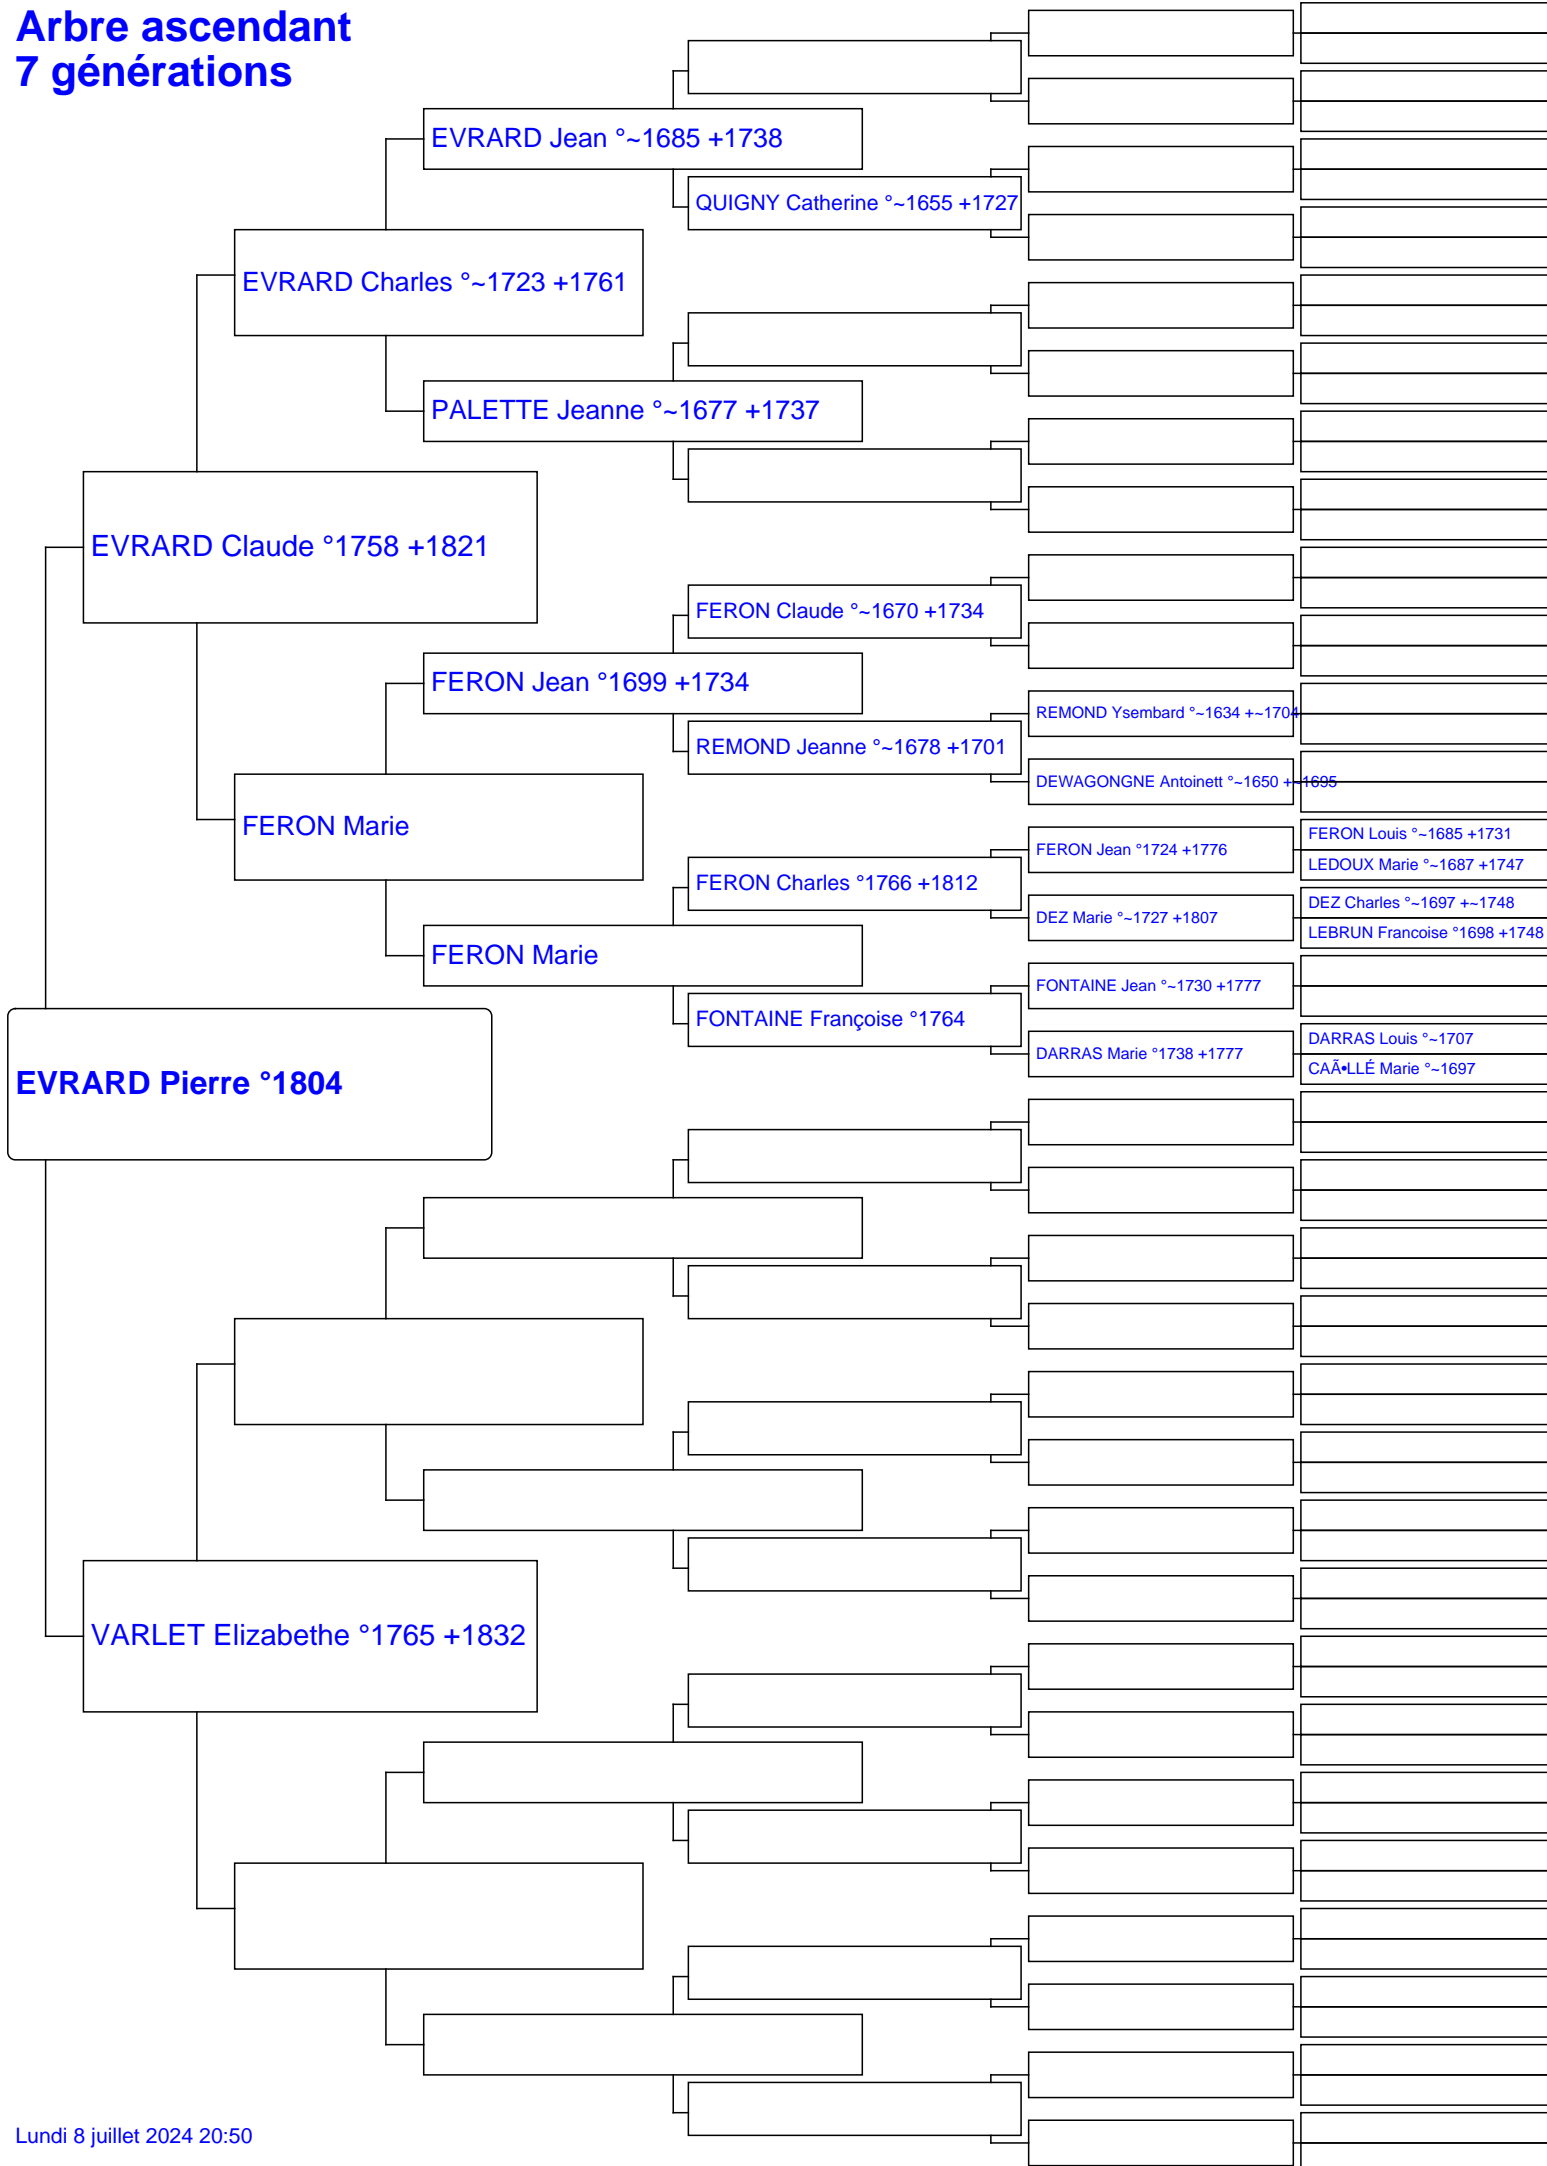 Arbre ascendant
7 générations
EVRARD Jean °~1685 +1738
QUIGNY Catherine °~1655 +1727
EVRARD Charles °~1723 +1761
PALETTE Jeanne °~1677 +1737
EVRARD Claude °1758 +1821
FERON Claude °~1670 +1734
FERON Jean °1699 +1734
REMOND Ysembard °~1634 +~1704
REMOND Jeanne °~1678 +1701
DEWAGONGNE Antoinett °~1650 +~1695
FERON Marie
FERON Louis °~1685 +1731
FERON Jean °1724 +1776
LEDOUX Marie °~1687 +1747
FERON Charles °1766 +1812
DEZ Charles °~1697 +~1748
DEZ Marie °~1727 +1807
LEBRUN Francoise °1698 +1748
FERON Marie
FONTAINE Jean °~1730 +1777
FONTAINE Françoise °1764
DARRAS Louis °~1707
DARRAS Marie °1738 +1777
CAÃ•LLÉ Marie °~1697
EVRARD Pierre °1804
VARLET Elizabethe °1765 +1832
Lundi 8 juillet 2024 20:50